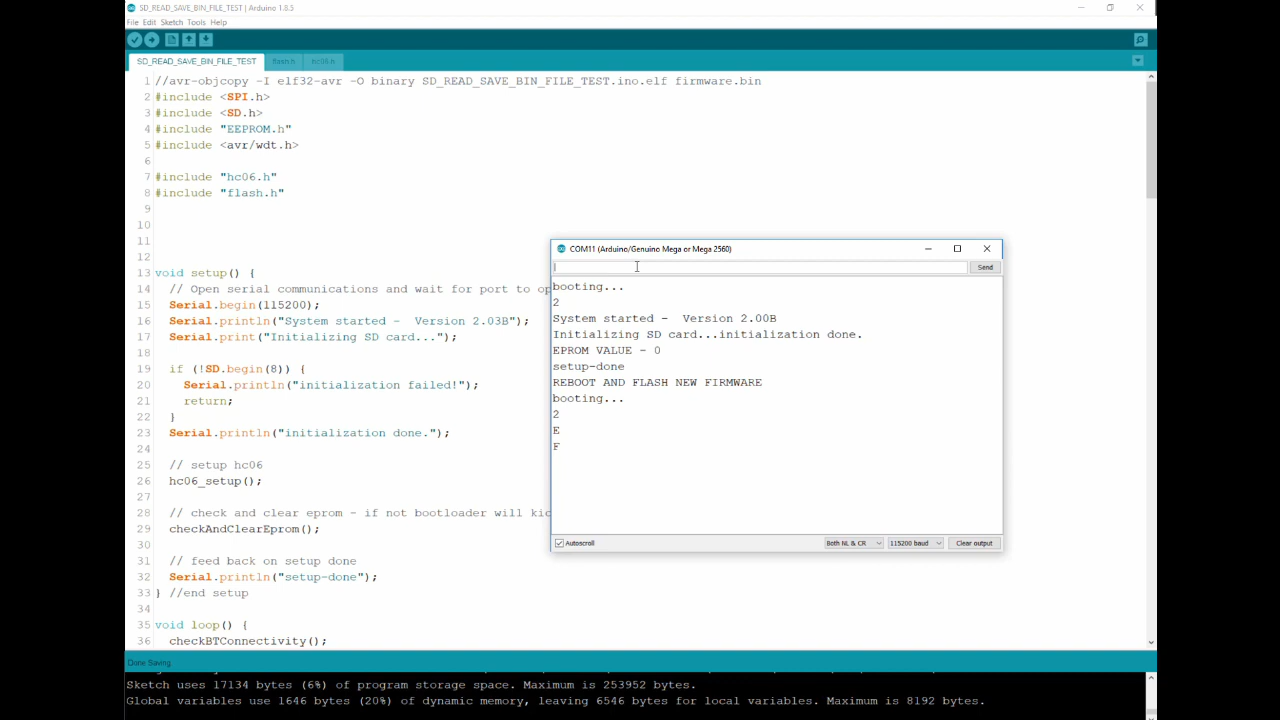 SD_READ_SAVE_BIN_FILE_TEST | Arduino 1.8.5
File Edit Sketch Tools Help
SD_READ_SAVE_BIN_FILE_TEST flash.h hc06.h
1 //avr-objcopy -I elf32-avr -O binary SD_READ_SAVE_BIN_FILE_TEST.ino.elf firmware.bin
2 #include <SPI.h>
3 #include <SD.h>
4 #include "EEPROM.h"
5 #include <avr/wdt.h>
6
7 #include "hc06.h"
8 #include "flash.h"
9
10
11
12
13 void setup() {
14 // Open serial communications and wait for port to op
15 Serial.begin(115200);
16 Serial.println("System started -  Version 2.03B");
17 Serial.print("Initializing SD card...");
18
19 if (!SD.begin(8)) {
20 Serial.println("initialization failed!");
21 return;
22 }
23 Serial.println("initialization done.");
24
25 // setup hc06
26 hc06_setup();
27
28 // check and clear eprom - if not bootloader will kic
29 checkAndClearEprom();
30
31 // feed back on setup done
32 Serial.println("setup-done");
33 } //end setup
34
35 void loop() {
36 checkBTConnectivity();
COM11 (Arduino/Genuino Mega or Mega 2560)
Send
booting...
2
System started -  Version 2.00B
Initializing SD card...initialization done.
EPROM VALUE - 0
setup-done
REBOOT AND FLASH NEW FIRMWARE
booting...
2
E
F
Autoscroll Both NL & CR 115200 baud Clear output
Done Saving
Sketch uses 17134 bytes (6%) of program storage space. Maximum is 253952 bytes.
Global variables use 1646 bytes (20%) of dynamic memory, leaving 6546 bytes for local variables. Maximum is 8192 bytes.